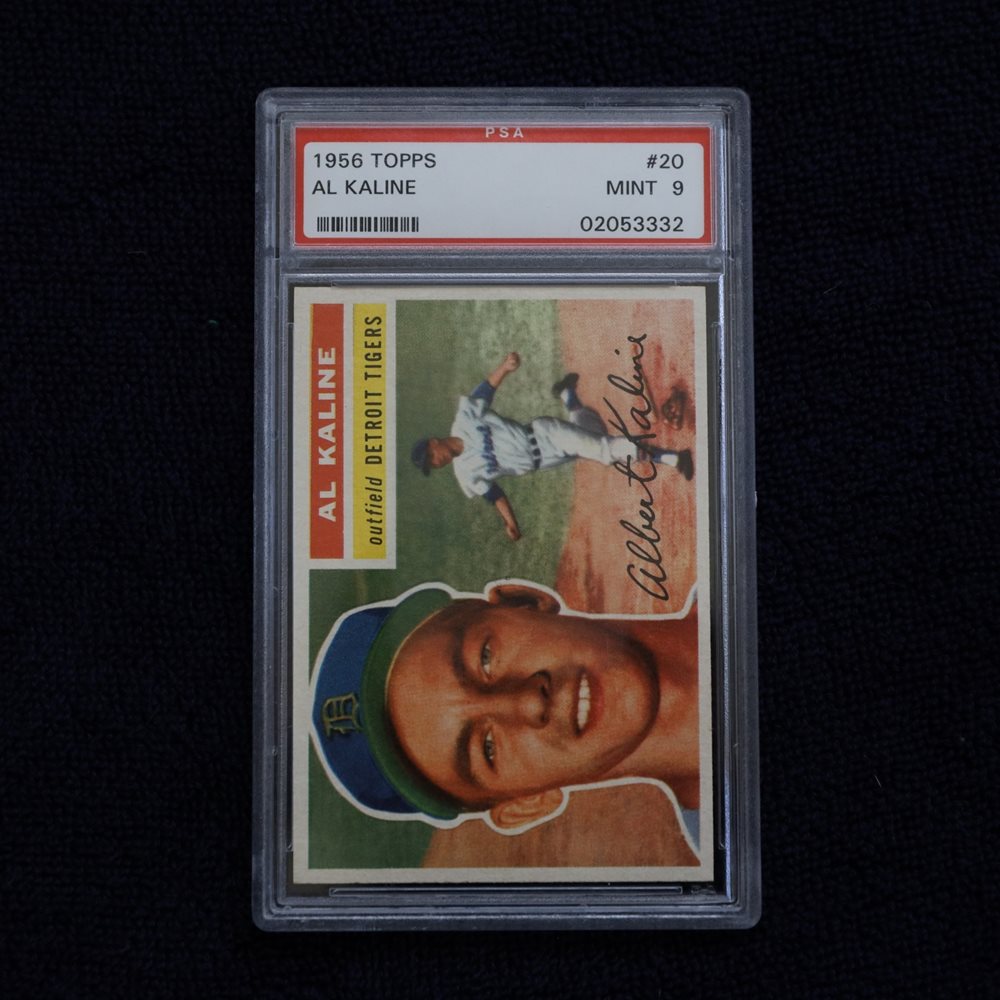 PSA
1956 TOPPS #20
AL KALINE MINT 9
02053332
AL KALINE
outfield DETROIT TIGERS
Albert Kaline
D